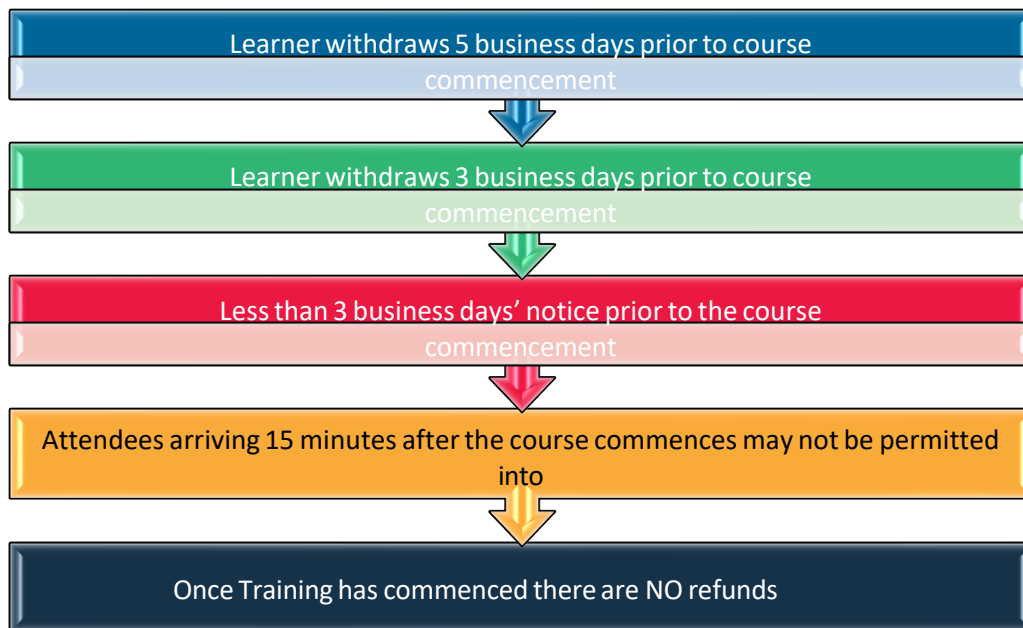 Learner withdraws 5 business days prior to course
commencement
Learner withdraws 3 business days prior to course
commencement
Less than 3 business days’ notice prior to the course
commencement
Attendees arriving 15 minutes after the course commences may not be permitted
into
Once Training has commenced there are NO refunds